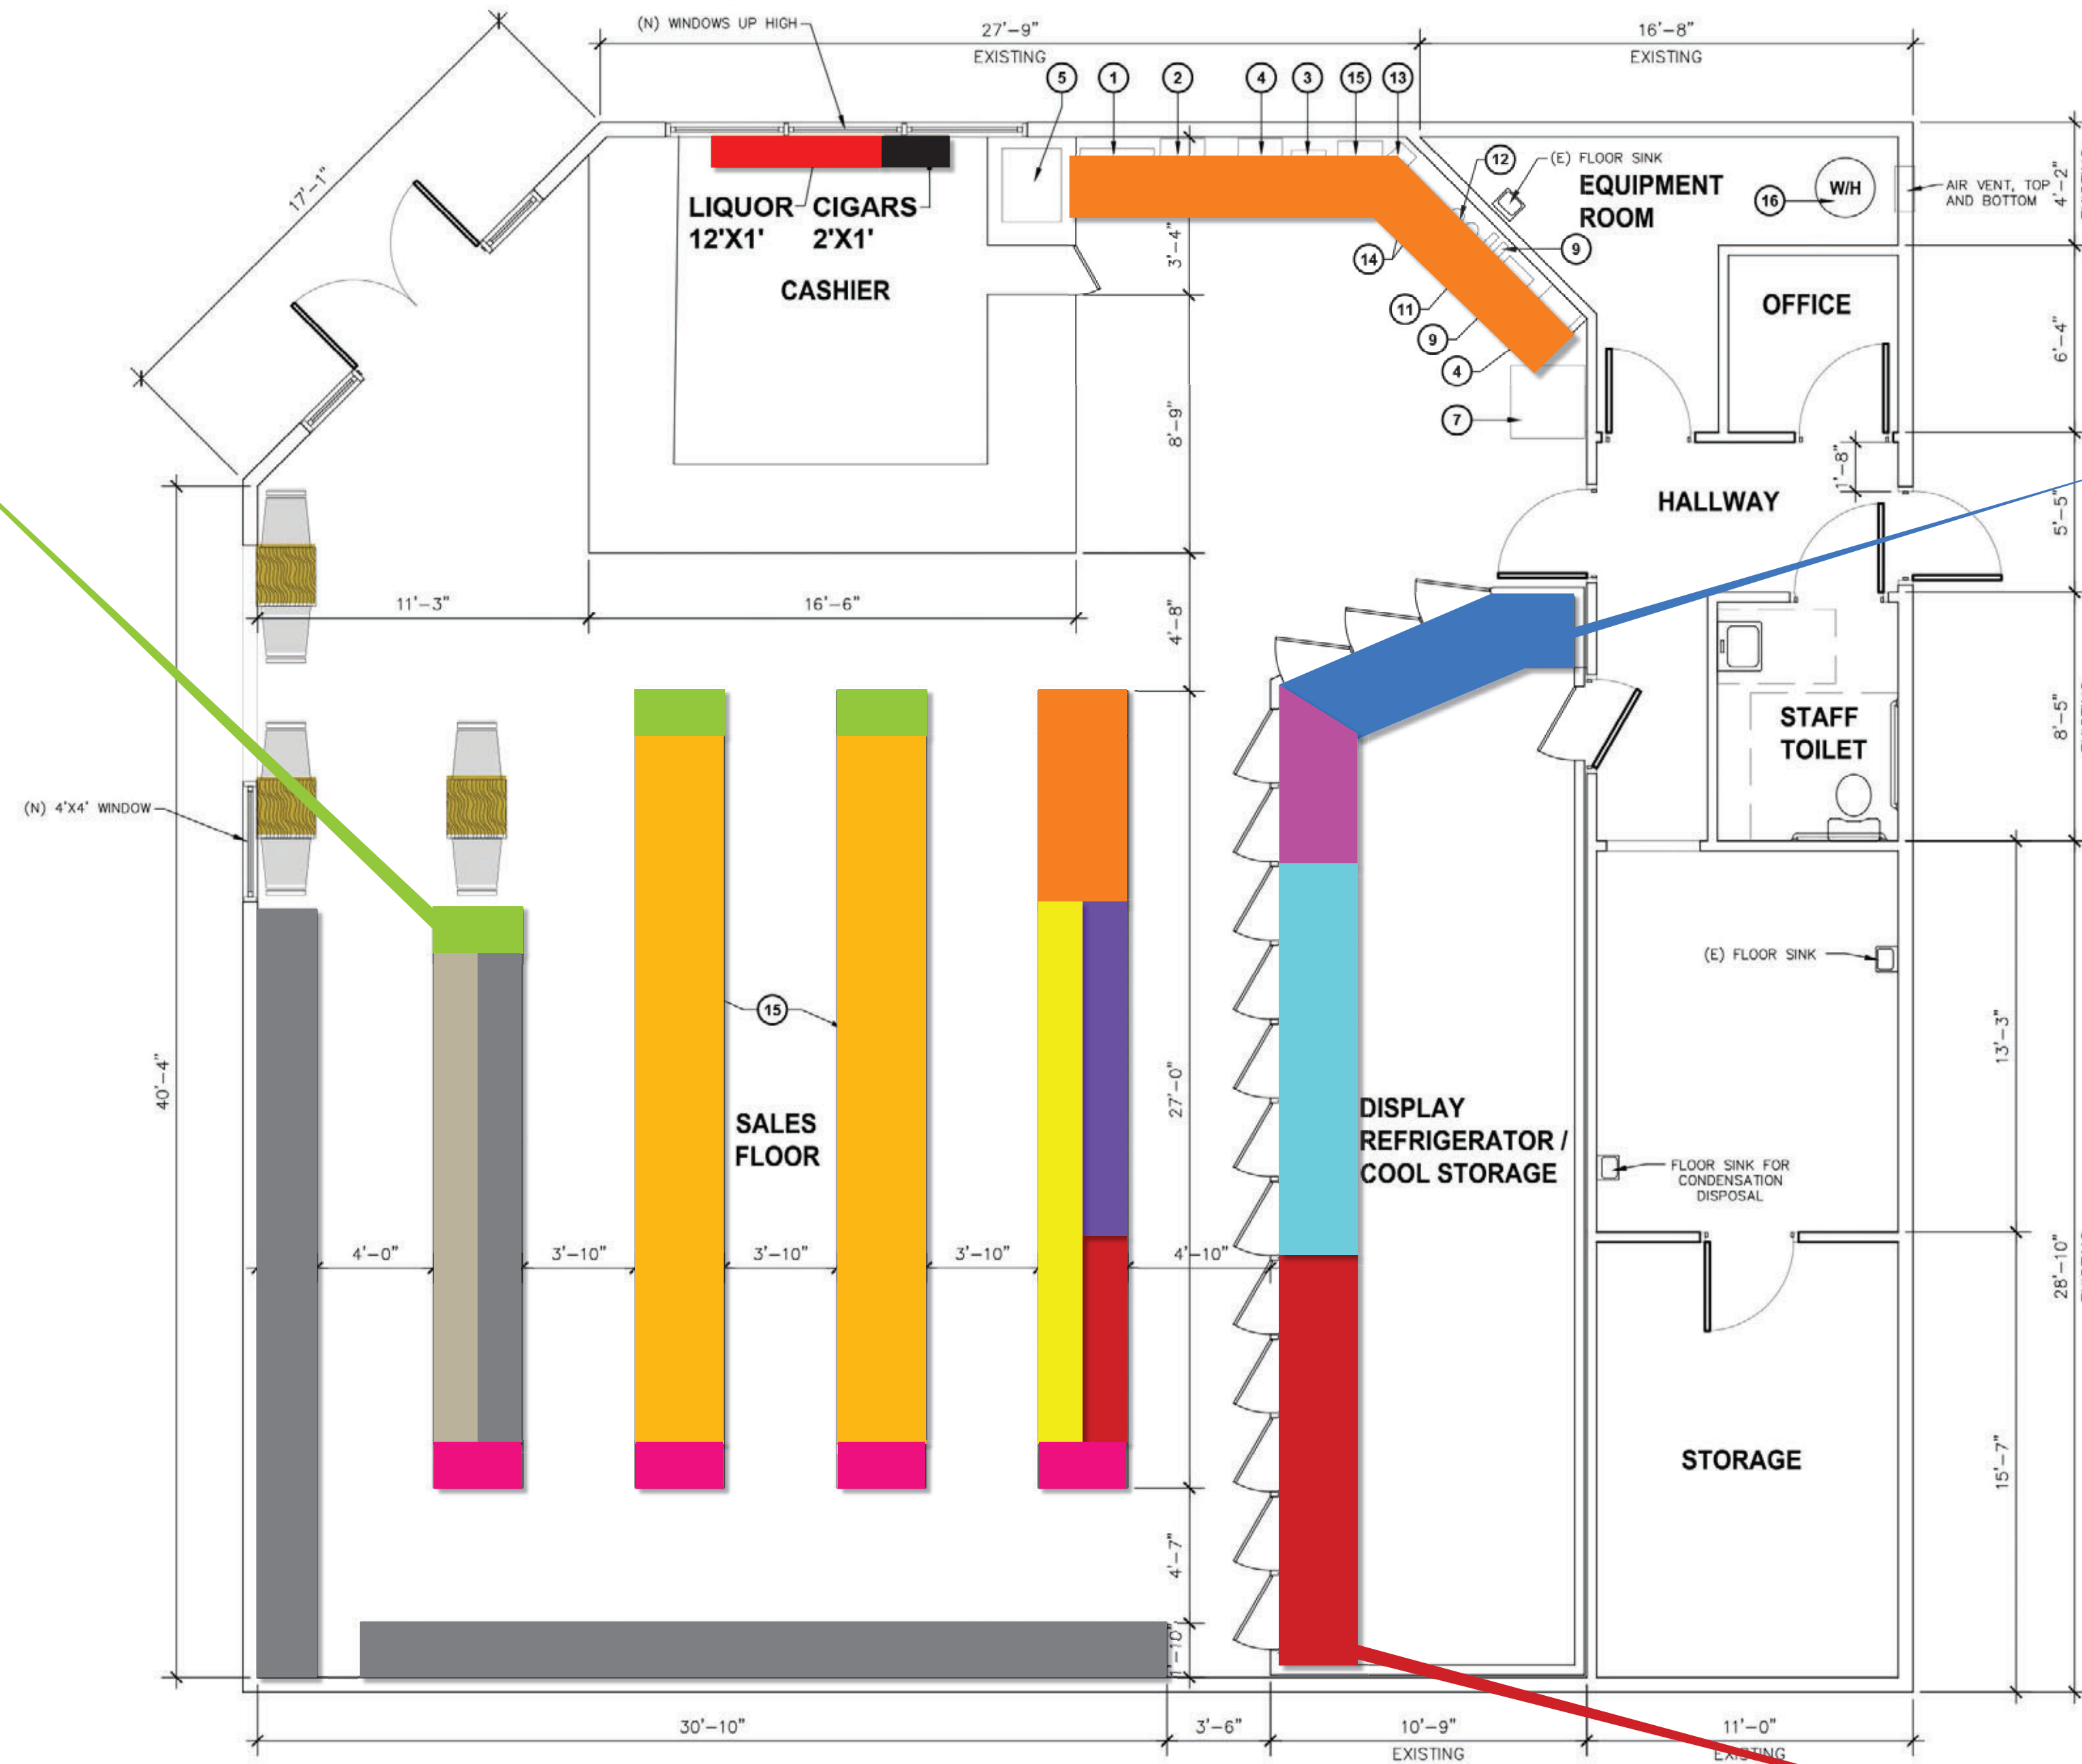 (N) WINDOWS UP HIGH
27'-9"
EXISTING
16'-8"
EXISTING
5
1
2
4
3
15
13
17'-1"
LIQUOR
12'X1'
CIGARS
2'X1'
CASHIER
12
(E) FLOOR SINK
EQUIPMENT
ROOM
16
W/H
AIR VENT, TOP
AND BOTTOM
4'-2"
3'-4"
14
9
11
9
4
7
OFFICE
6'-4"
8'-9"
1'-8"
HALLWAY
5'-5"
11'-3"
16'-6"
4'-8"
STAFF
TOILET
8'-5"
(N) 4'X4' WINDOW
(E) FLOOR SINK
15
40'-4"
SALES
FLOOR
27'-0"
DISPLAY
REFRIGERATOR /
COOL STORAGE
13'-3"
FLOOR SINK FOR
CONDENSATION
DISPOSAL
4'-0"
3'-10"
3'-10"
3'-10"
4'-10"
28'-10"
STORAGE
15'-7"
4'-7"
1'-10"
30'-10"
3'-6"
10'-9"
EXISTING
11'-0"
EXISTING